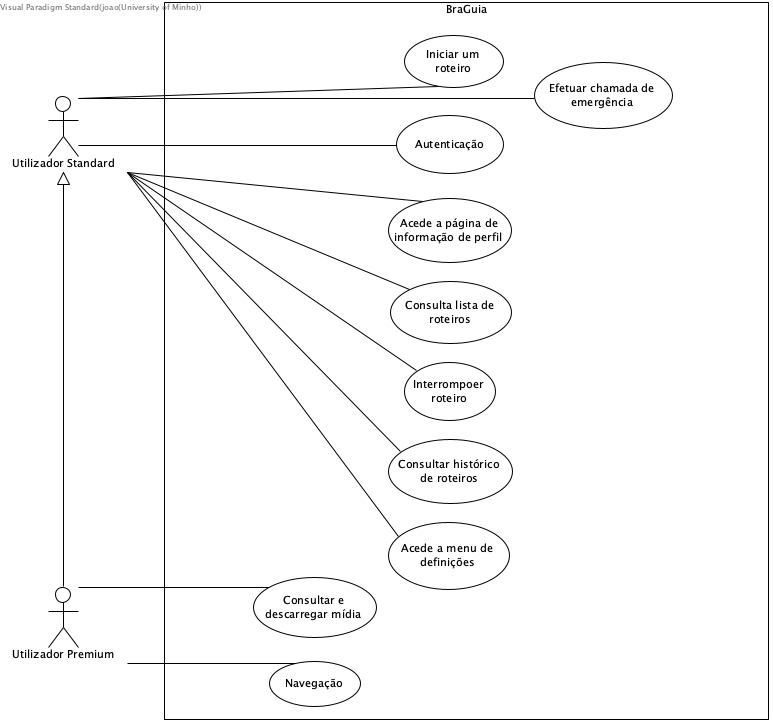 Visual Paradigm Standard(joao(University of Minho))
BraGuia
Iniciar um
roteiro
Efetuar chamada de
emergência
Autenticação
Utilizador Standard
Acede a página de
informação de perfil
Consulta lista de
roteiros
Interrompoer
roteiro
Consultar histórico
de roteiros
Acede a menu de
definições
Consultar e
descarregar mídia
Utilizador Premium
Navegação